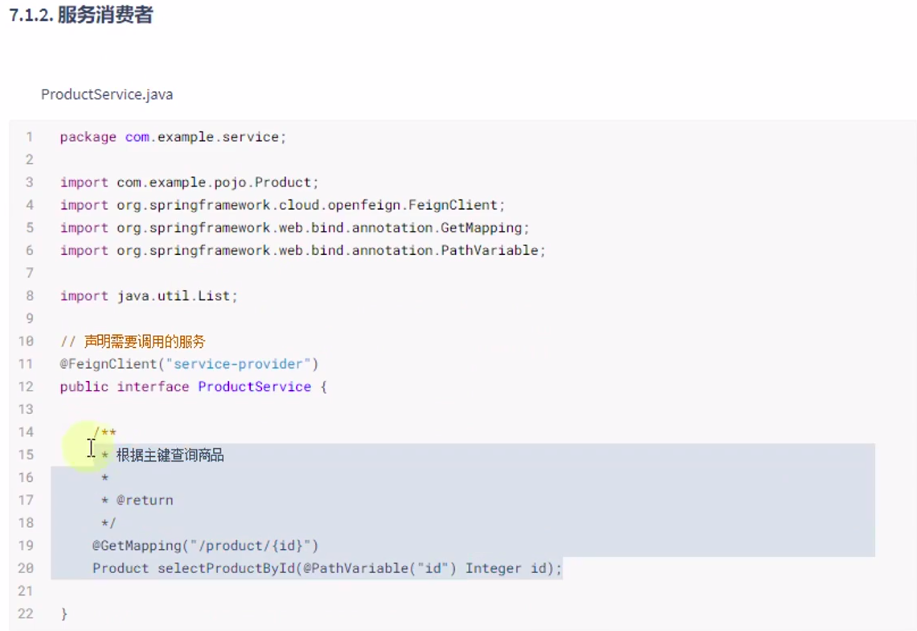 7.1.2. 服务消费者
ProductService.java
1 package com.example.service;
2
3 import com.example.pojo.Product;
4 import org.springframework.cloud.openfeign.FeignClient;
5 import org.springframework.web.bind.annotation.GetMapping;
6 import org.springframework.web.bind.annotation.PathVariable;
7
8 import java.util.List;
9
10 // 声明需要调用的服务
11 @FeignClient("service-provider")
12 public interface ProductService {
13
14 /**
15 * 根据主键查询商品
16 *
17 * @return
18 */
19 @GetMapping("/product/{id}")
20 Product selectProductById(@PathVariable("id") Integer id);
21
22 }